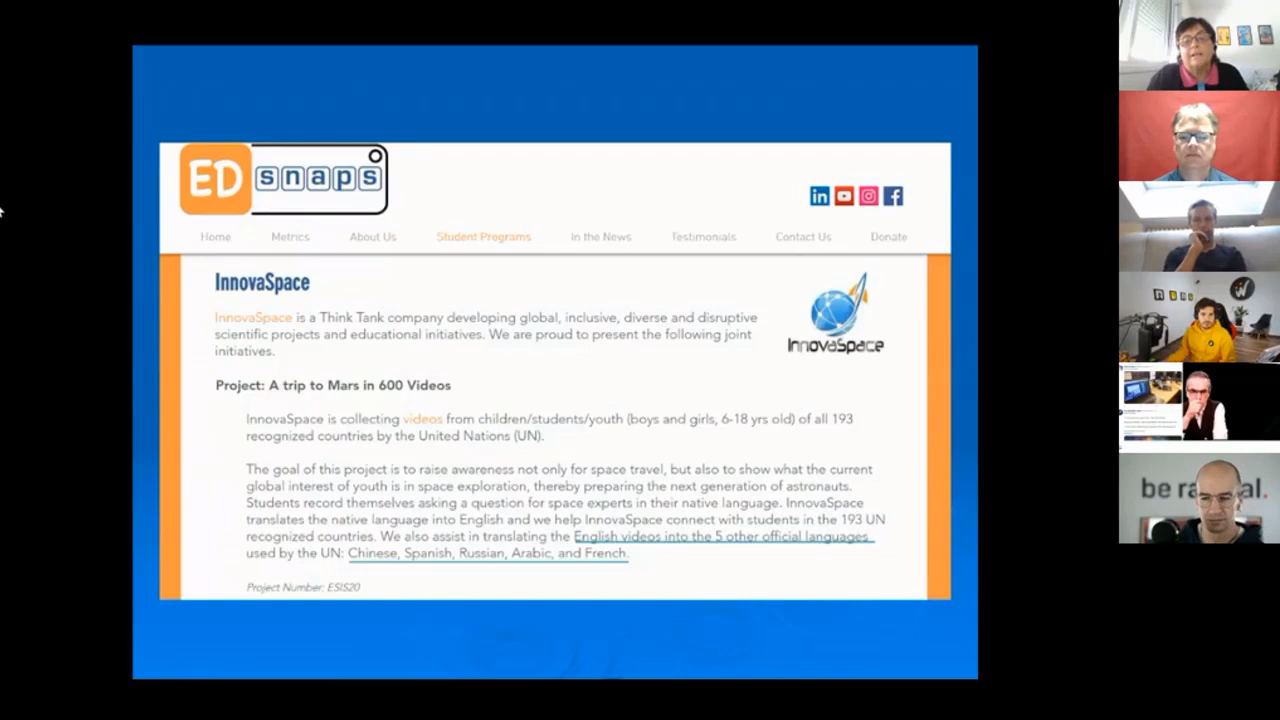 ED snaps
Home Metrics About Us Student Programs In the News Testimonials Contact Us Donate
InnovaSpace
InnovaSpace is a Think Tank company developing global, inclusive, diverse and disruptive
scientific projects and educational initiatives. We are proud to present the following joint
initiatives.
InnovaSpace
Project: A trip to Mars in 600 Videos
InnovaSpace is collecting videos from children/students/youth (boys and girls, 6-18 yrs old) of all 193
recognized countries by the United Nations (UN).
The goal of this project is to raise awareness not only for space travel, but also to show what the current
global interest of youth is in space exploration, thereby preparing the next generation of astronauts.
Students record themselves asking a question for space experts in their native language. InnovaSpace
translates the native language into English and we help InnovaSpace connect with students in the 193 UN
recognized countries. We also assist in translating the English videos into the 5 other official languages
used by the UN: Chinese, Spanish, Russian, Arabic, and French.
Project Number: ESIS20
be ra
al.